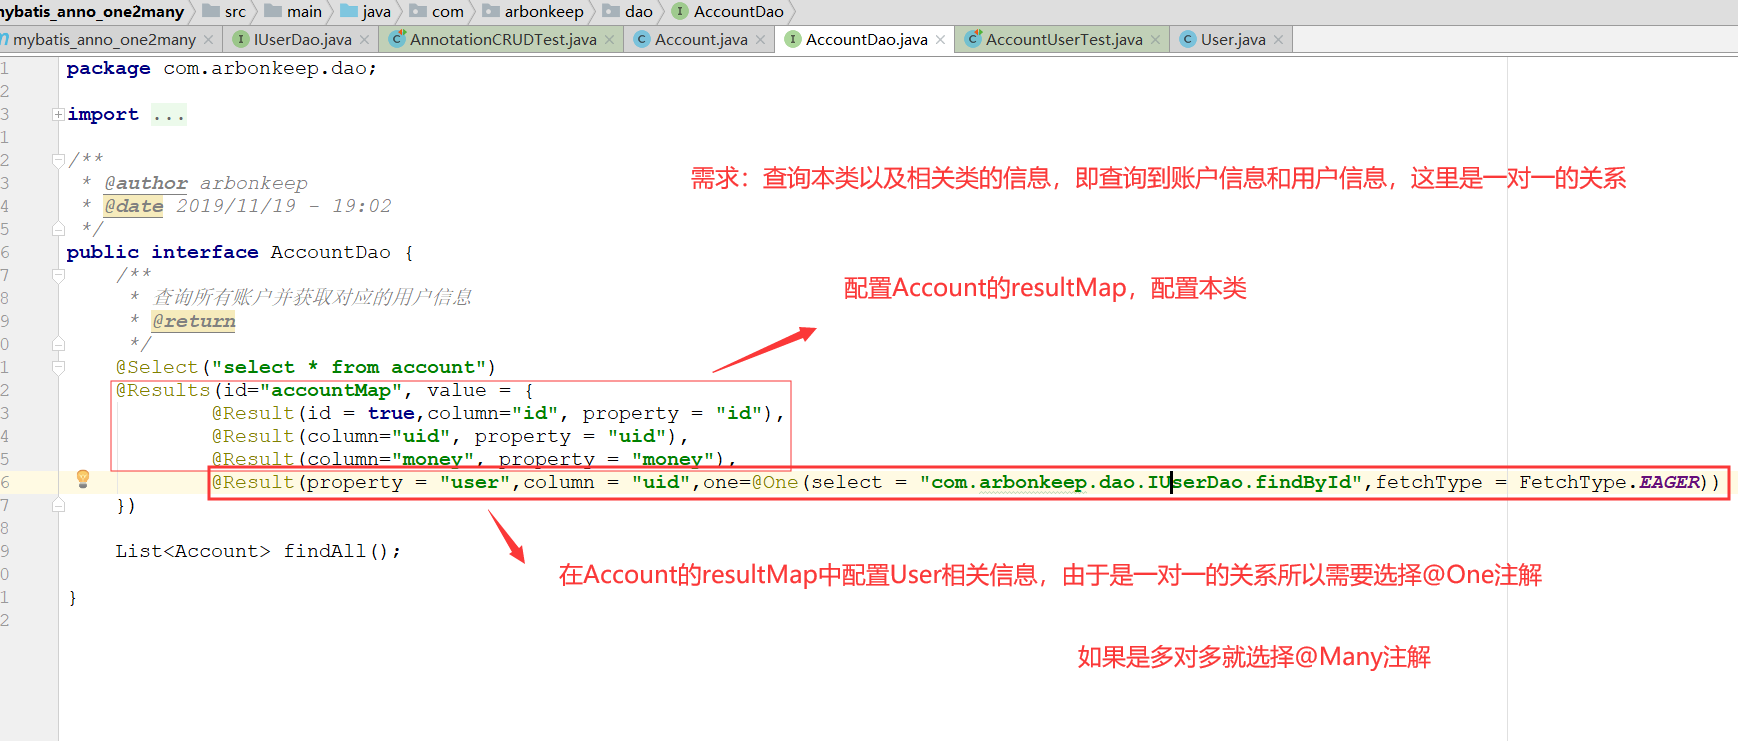 mybatis_anno_one2many src main java com arbonkeep dao AccountDao
mybatis_anno_one2many IUserDao.java AnnotationCRUDTest.java Account.java AccountDao.java AccountUserTest.java User.java
1 package com.arbonkeep.dao;
2
3 import ...
1
2 /**
3 * @author arbonkeep
需求：查询本类以及相关类的信息，即查询到账户信息和用户信息，这里是一对一的关系
4 * @date 2019/11/19 - 19:02
5 */
6 public interface AccountDao {
7 /**
配置Account的resultMap，配置本类
8 * 查询所有账户并获取对应的用户信息
9 * @return
0 */
1 @Select("select * from account")
2 @Results(id="accountMap", value = {
3 @Result(id = true,column="id", property = "id"),
4 @Result(column="uid", property = "uid"),
5 @Result(column="money", property = "money"),
6 @Result(property = "user",column = "uid",one=@One(select = "com.arbonkeep.dao.IUserDao.findById",fetchType = FetchType.EAGER))
7 })
8
9 List<Account> findAll();
0
在Account的resultMap中配置User相关信息，由于是一对一的关系所以需要选择@One注解
1 }
2
如果是多对多就选择@Many注解